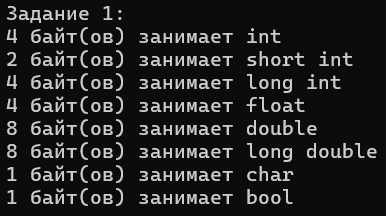 Задание 1:
4 байт(ов) занимает int
2 байт(ов) занимает short int
4 байт(ов) занимает long int
4 байт(ов) занимает float
8 байт(ов) занимает double
8 байт(ов) занимает long double
1 байт(ов) занимает char
1 байт(ов) занимает bool